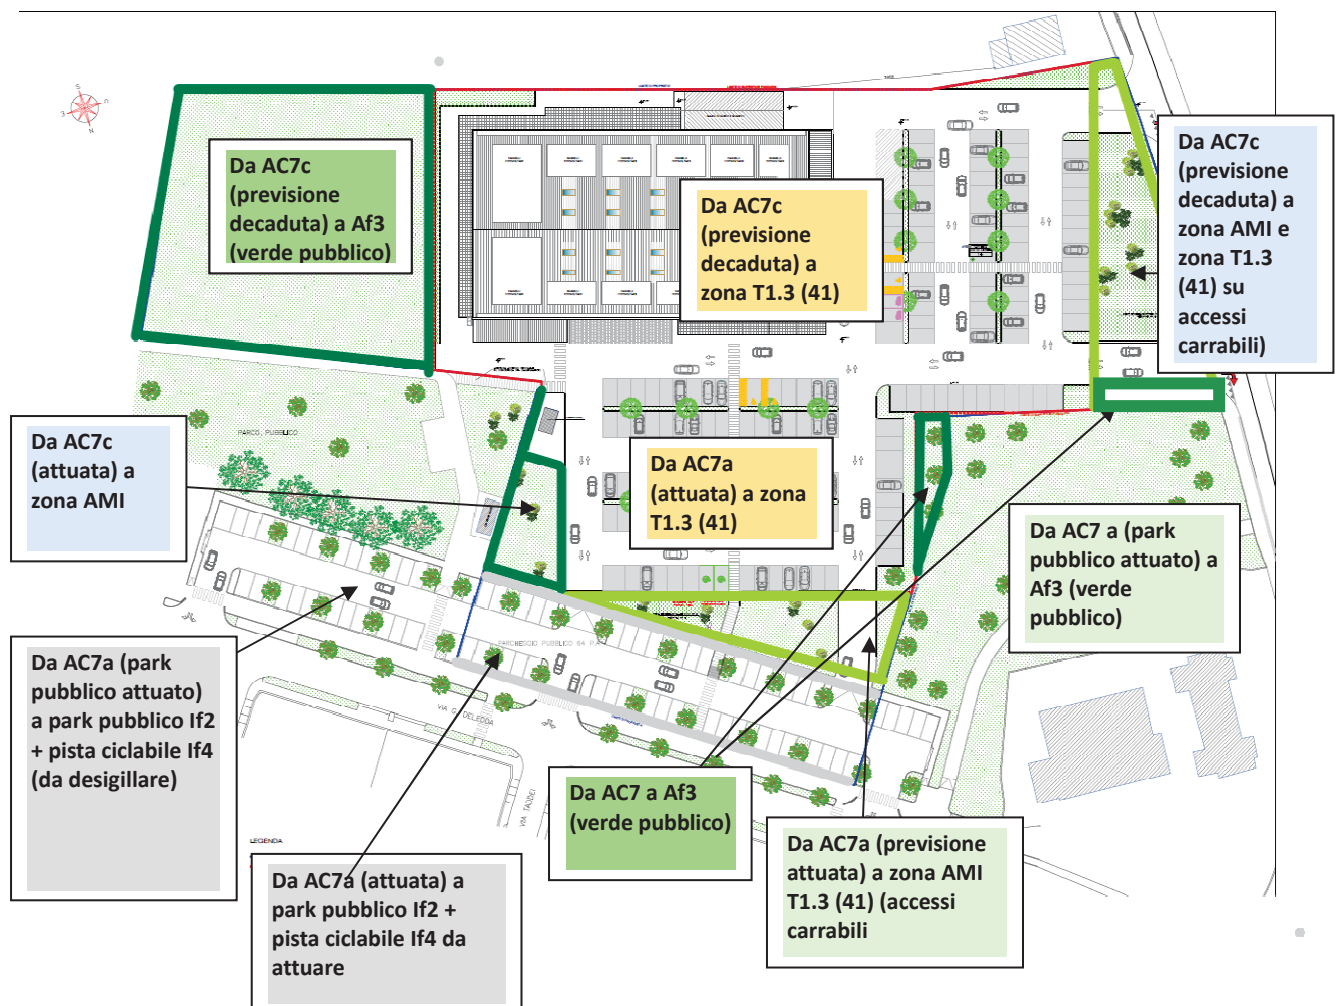 S
N
Da AC7c
(previsione
decaduta) a Af3
(verde pubblico)
Da AC7c
(previsione
decaduta) a
zona T1.3 (41)
Da AC7c
(previsione
decaduta) a
zona AMI e
zona T1.3
(41) su
accessi
carrabili)
PARCO PUBBLICO
Da AC7c
(attuata) a
zona AMI
Da AC7a
(attuata) a zona
T1.3 (41)
Da AC7 a (park
pubblico attuato) a
Af3 (verde
pubblico)
PARCHEGGIO PUBBLICO 64 P.A.
VIA G. DELEDDA
VIA TADDEI
Da AC7a (park
pubblico attuato)
a park pubblico If2
+ pista ciclabile If4
(da desigillare)
Da AC7 a Af3
(verde pubblico)
LEGENDA
Da AC7a (previsione
attuata) a zona AMI
T1.3 (41) (accessi
carrabili
Da AC7a (attuata) a
park pubblico If2 +
pista ciclabile If4 da
attuare